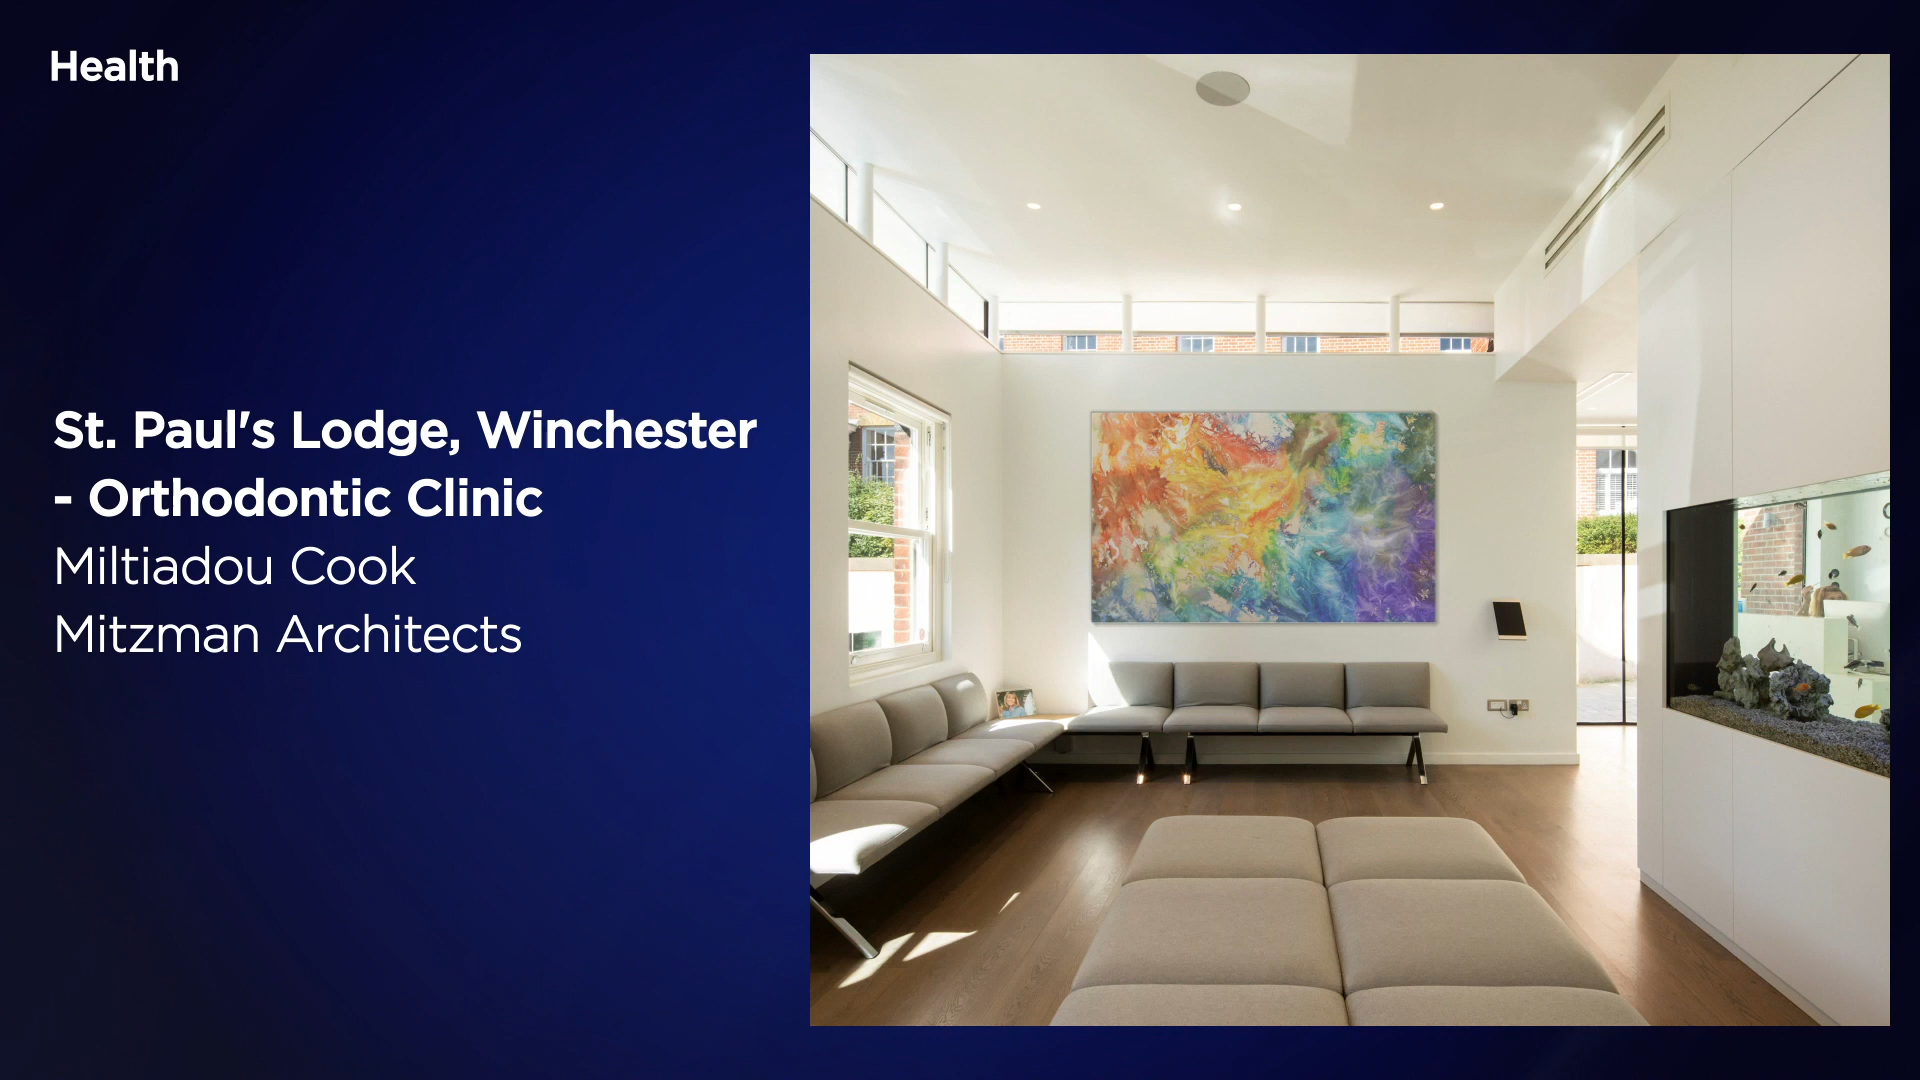 Health
St. Paul's Lodge, Winchester
- Orthodontic Clinic
Miltiadou Cook
Mitzman Architects